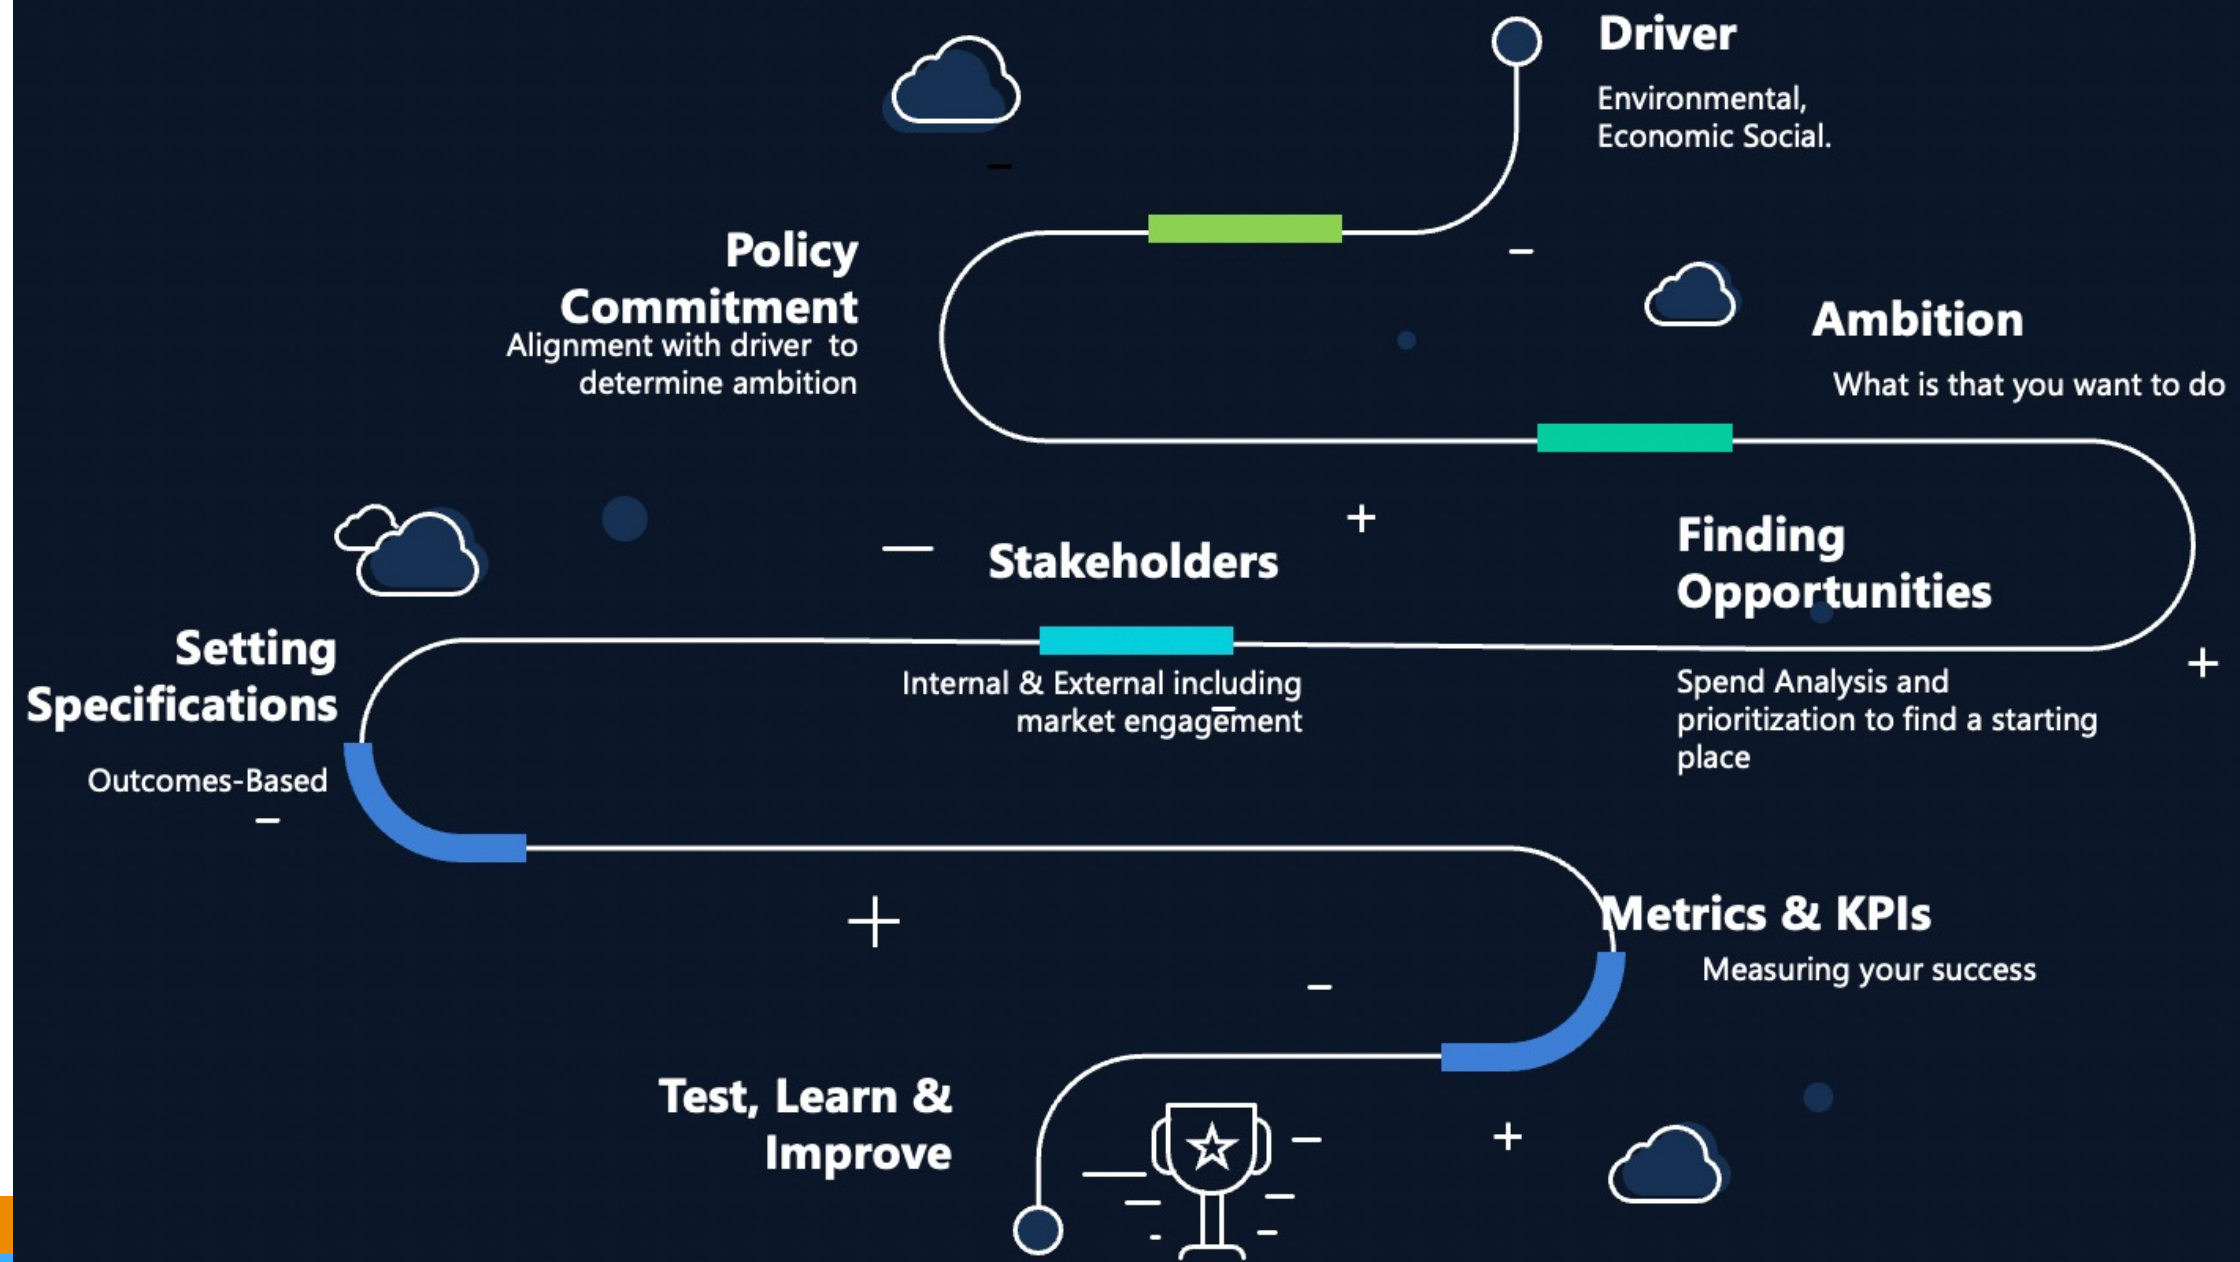 Driver
Environmental,
Economic Social.
Policy
Commitment
Alignment with driver to
determine ambition
Ambition
What is that you want to do
Finding
Opportunities
Spend Analysis and
prioritization to find a starting
place
Stakeholders
Internal & External including
market engagement
Setting
Specifications
Outcomes-Based
Metrics & KPIs
Measuring your success
Test, Learn &
Improve